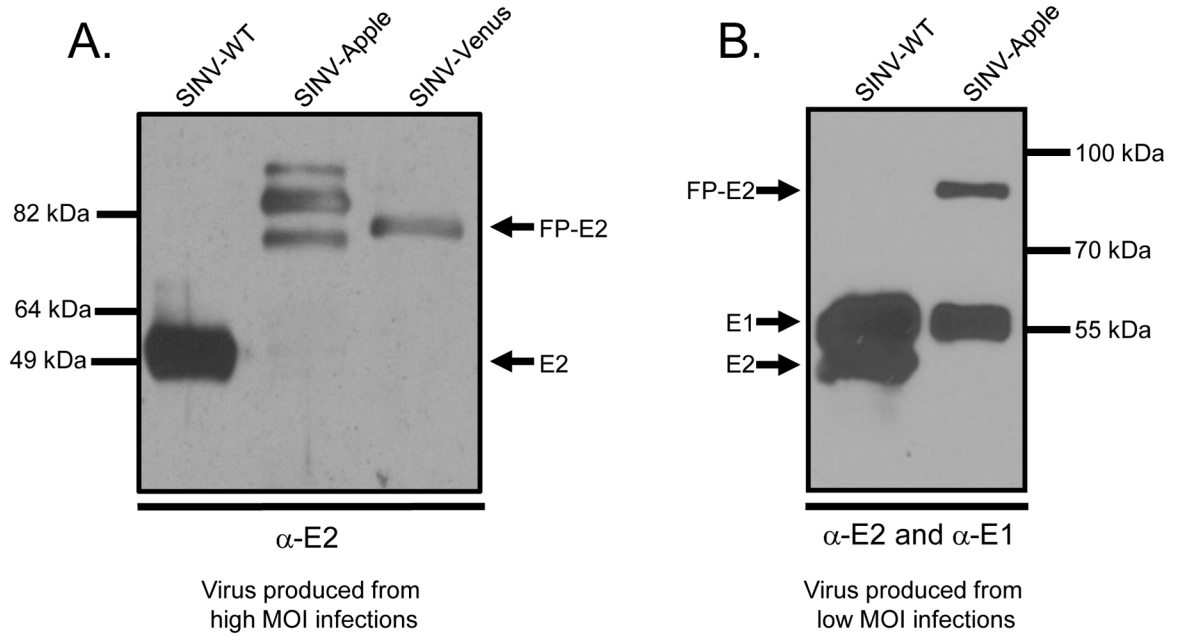 A.
SINV-WT
SINV-Apple
SINV-Venus
82 kDa
64 kDa
49 kDa
FP-E2
E2
α-E2
Virus produced from
high MOI infections
B.
SINV-WT
SINV-Apple
FP-E2
E1
E2
100 kDa
70 kDa
55 kDa
α-E2 and α-E1
Virus produced from
low MOI infections